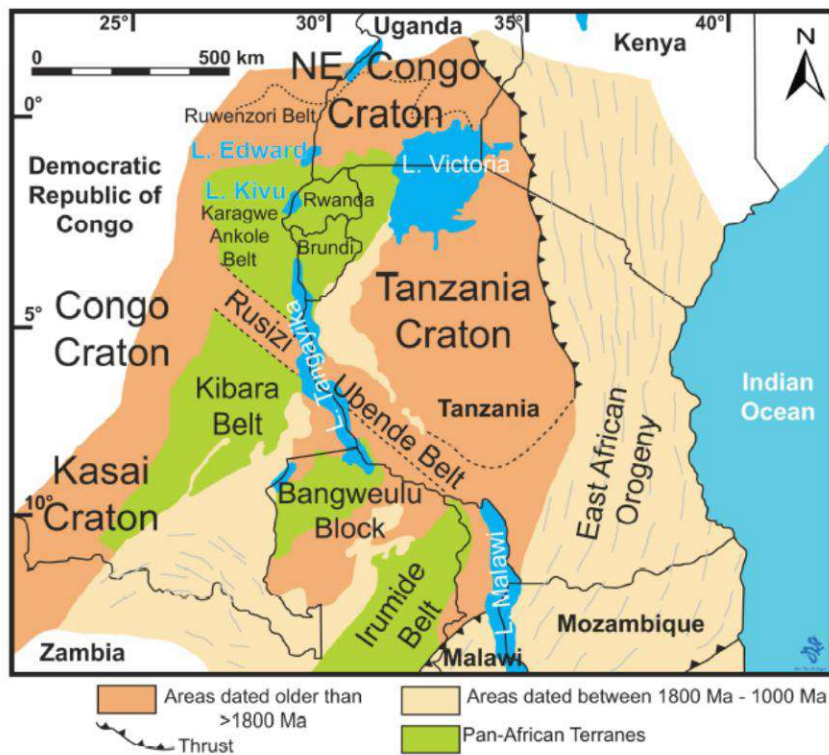 25°
30°
Uganda
35°
40°
Kenya
N
0
500 km
NE Congo
Craton
0°
Ruwenzori Belt
L. Edward
L. Victoria
Democratic
Republic of
Congo
L. Kivu
Rwanda
Karagwe
Ankole
Belt
Brundi
Tanzania
Craton
5°
Congo
Craton
Rusizi
L. Tangayika
Ubende Belt
Kibara
Belt
Tanzania
Indian
Ocean
East African
Orogeny
Kasai
Craton
10°
Bangweulu
Block
L. Malawi
Irumide
Belt
Mozambique
Zambia
Malawi
Areas dated older than
>1800 Ma
Areas dated between 1800 Ma - 1000 Ma
Thrust
Pan-African Terranes